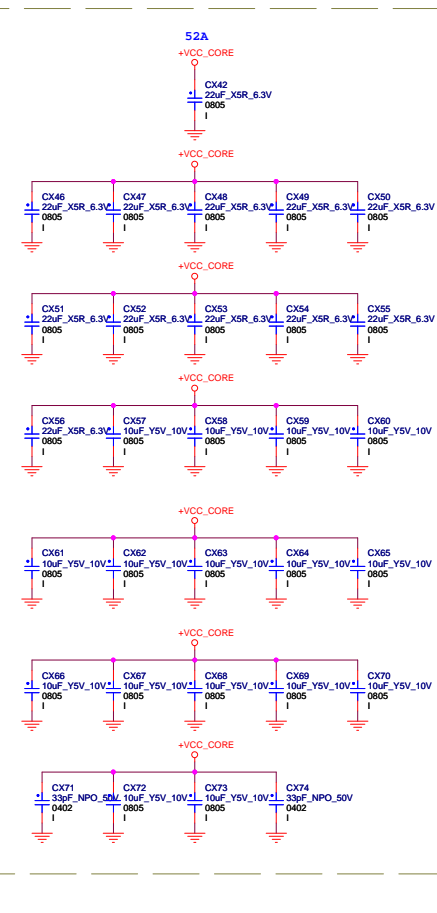 52A
+VCC_CORE
CX42
22uF_X5R_6.3V
0805
I
+VCC_CORE
CX46 CX47 CX48 CX49 CX50
22uF_X5R_6.3V 22uF_X5R_6.3V 22uF_X5R_6.3V 22uF_X5R_6.3V 22uF_X5R_6.3V
0805 0805 0805 0805 0805
I I I I I
+VCC_CORE
CX51 CX52 CX53 CX54 CX55
22uF_X5R_6.3V 22uF_X5R_6.3V 22uF_X5R_6.3V 22uF_X5R_6.3V 22uF_X5R_6.3V
0805 0805 0805 0805 0805
I I I I I
+VCC_CORE
CX56 CX57 CX58 CX59 CX60
22uF_X5R_6.3V 10uF_Y5V_10V 10uF_Y5V_10V 10uF_Y5V_10V 10uF_Y5V_10V
0805 0805 0805 0805 0805
I I I I I
+VCC_CORE
CX61 CX62 CX63 CX64 CX65
10uF_Y5V_10V 10uF_Y5V_10V 10uF_Y5V_10V 10uF_Y5V_10V 10uF_Y5V_10V
0805 0805 0805 0805 0805
I I I I I
+VCC_CORE
CX66 CX67 CX68 CX69 CX70
10uF_Y5V_10V 10uF_Y5V_10V 10uF_Y5V_10V 10uF_Y5V_10V 10uF_Y5V_10V
0805 0805 0805 0805 0805
I I I I I
+VCC_CORE
CX71 CX72 CX73 CX74
33pF_NPO_50V 10uF_Y5V_10V 10uF_Y5V_10V 33pF_NPO_50V
0402 0805 0805 0402
I I I I